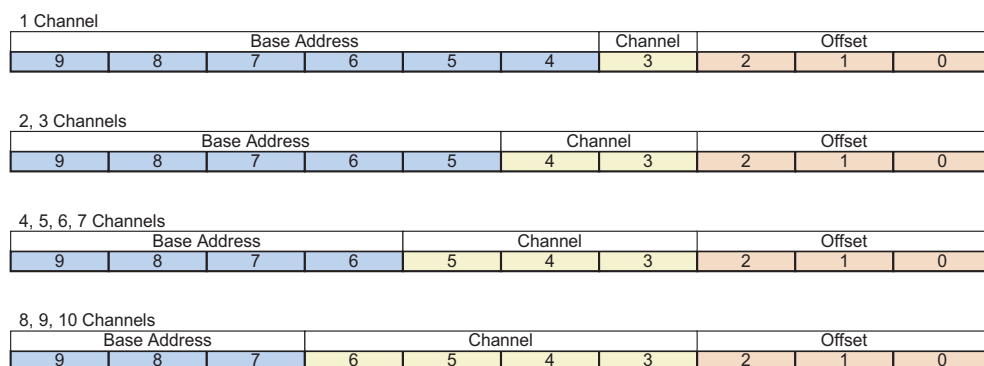 1 Channel
Base Address Channel Offset
9 8 7 6 5 4 3 2 1 0
2, 3 Channels
Base Address Channel Offset
9 8 7 6 5 4 3 2 1 0
4, 5, 6, 7 Channels
Base Address Channel Offset
9 8 7 6 5 4 3 2 1 0
8, 9, 10 Channels
Base Address Channel Offset
9 8 7 6 5 4 3 2 1 0